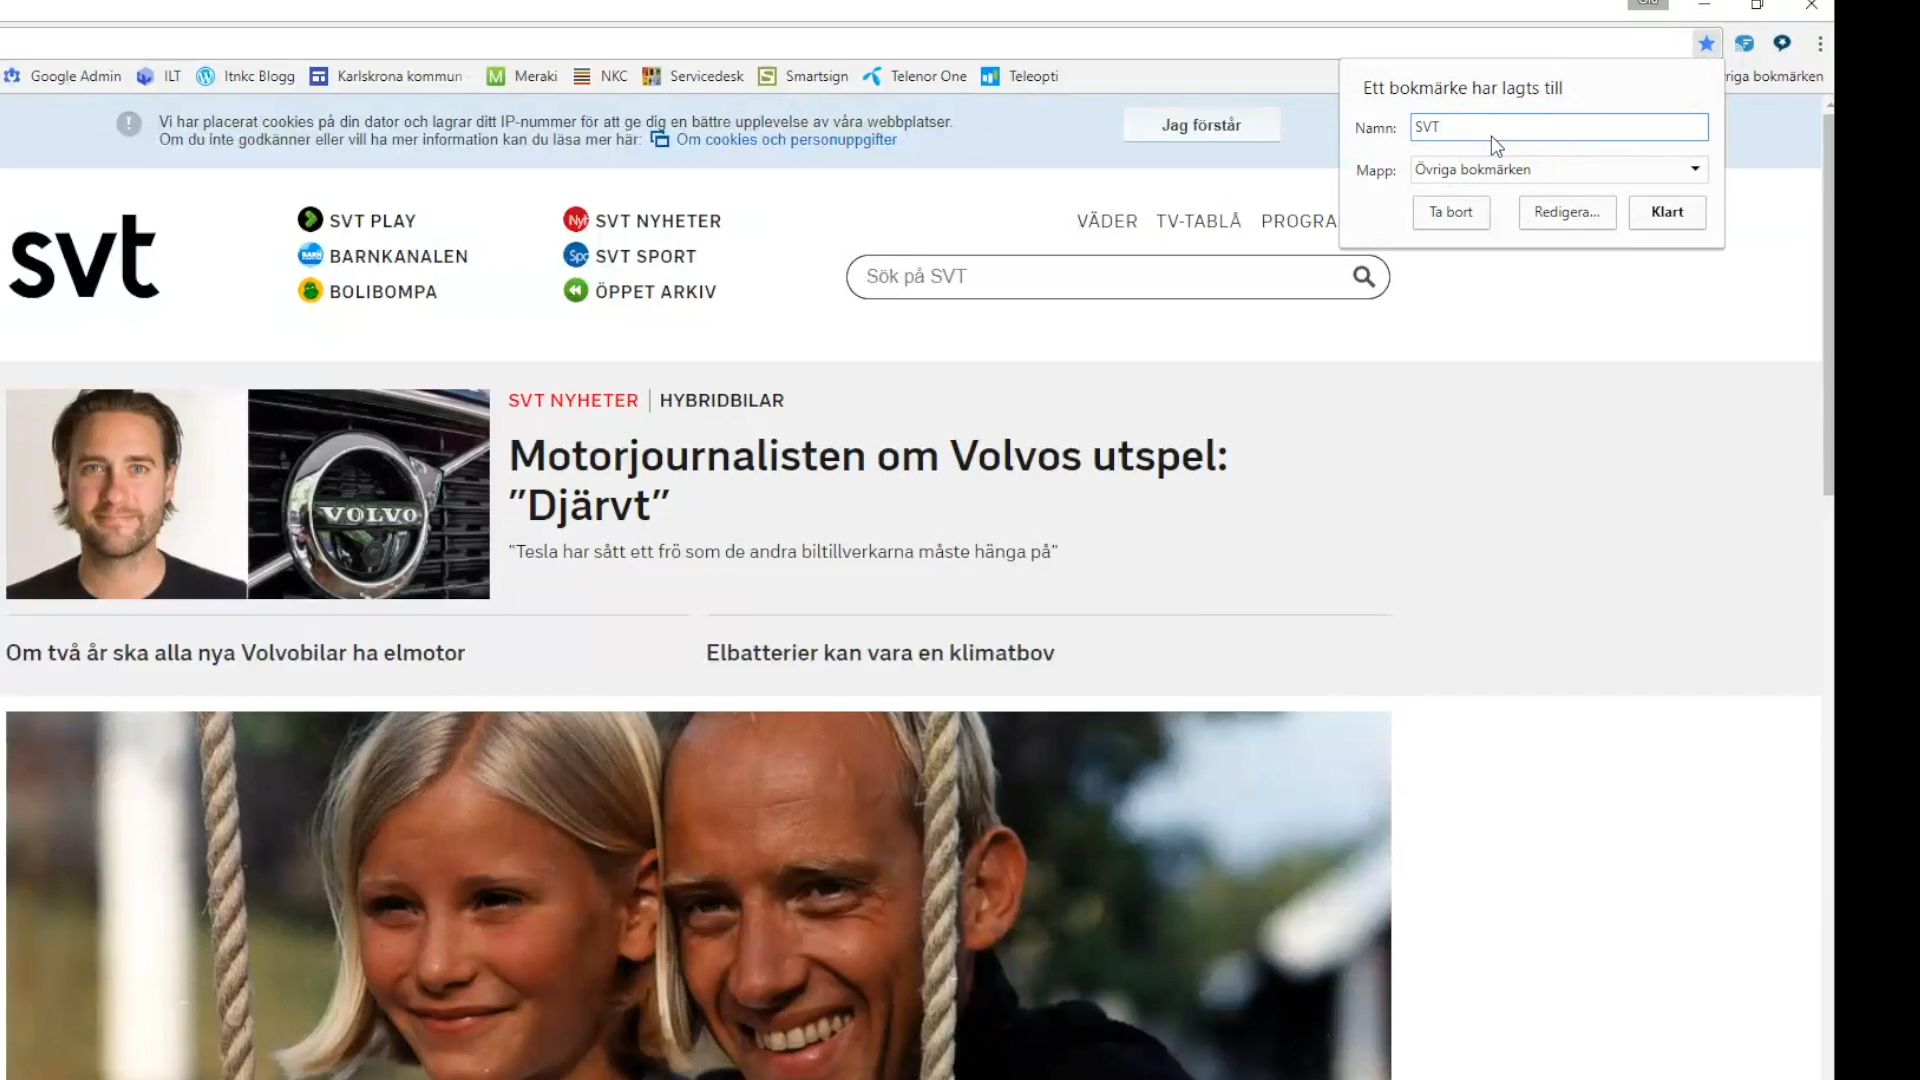 Google Admin ILT Itnkc Blogg Karlskrona kommun Meraki NKC Servicedesk Smartsign Telenor One Teleopti riga bokmärken
Ett bokmärke har lagts till
Namn: SVT
Mapp: Övriga bokmärken
Ta bort Redigera... Klart
Vi har placerat cookies på din dator och lagrar ditt IP-nummer för att ge dig en bättre upplevelse av våra webbplatser.
Om du inte godkänner eller vill ha mer information kan du läsa mer här: Om cookies och personuppgifter
Jag förstår
svt
SVT PLAY
BARNKANALEN
BOLIBOMPA
SVT NYHETER
SVT SPORT
ÖPPET ARKIV
VÄDER TV-TABLÅ PROGRA
Sök på SVT
VOLVO
SVT NYHETER HYBRIDBILAR
Motorjournalisten om Volvos utspel:
”Djärvt”
"Tesla har sått ett frö som de andra biltillverkarna måste hänga på"
Om två år ska alla nya Volvobilar ha elmotor
Elbatterier kan vara en klimatbov